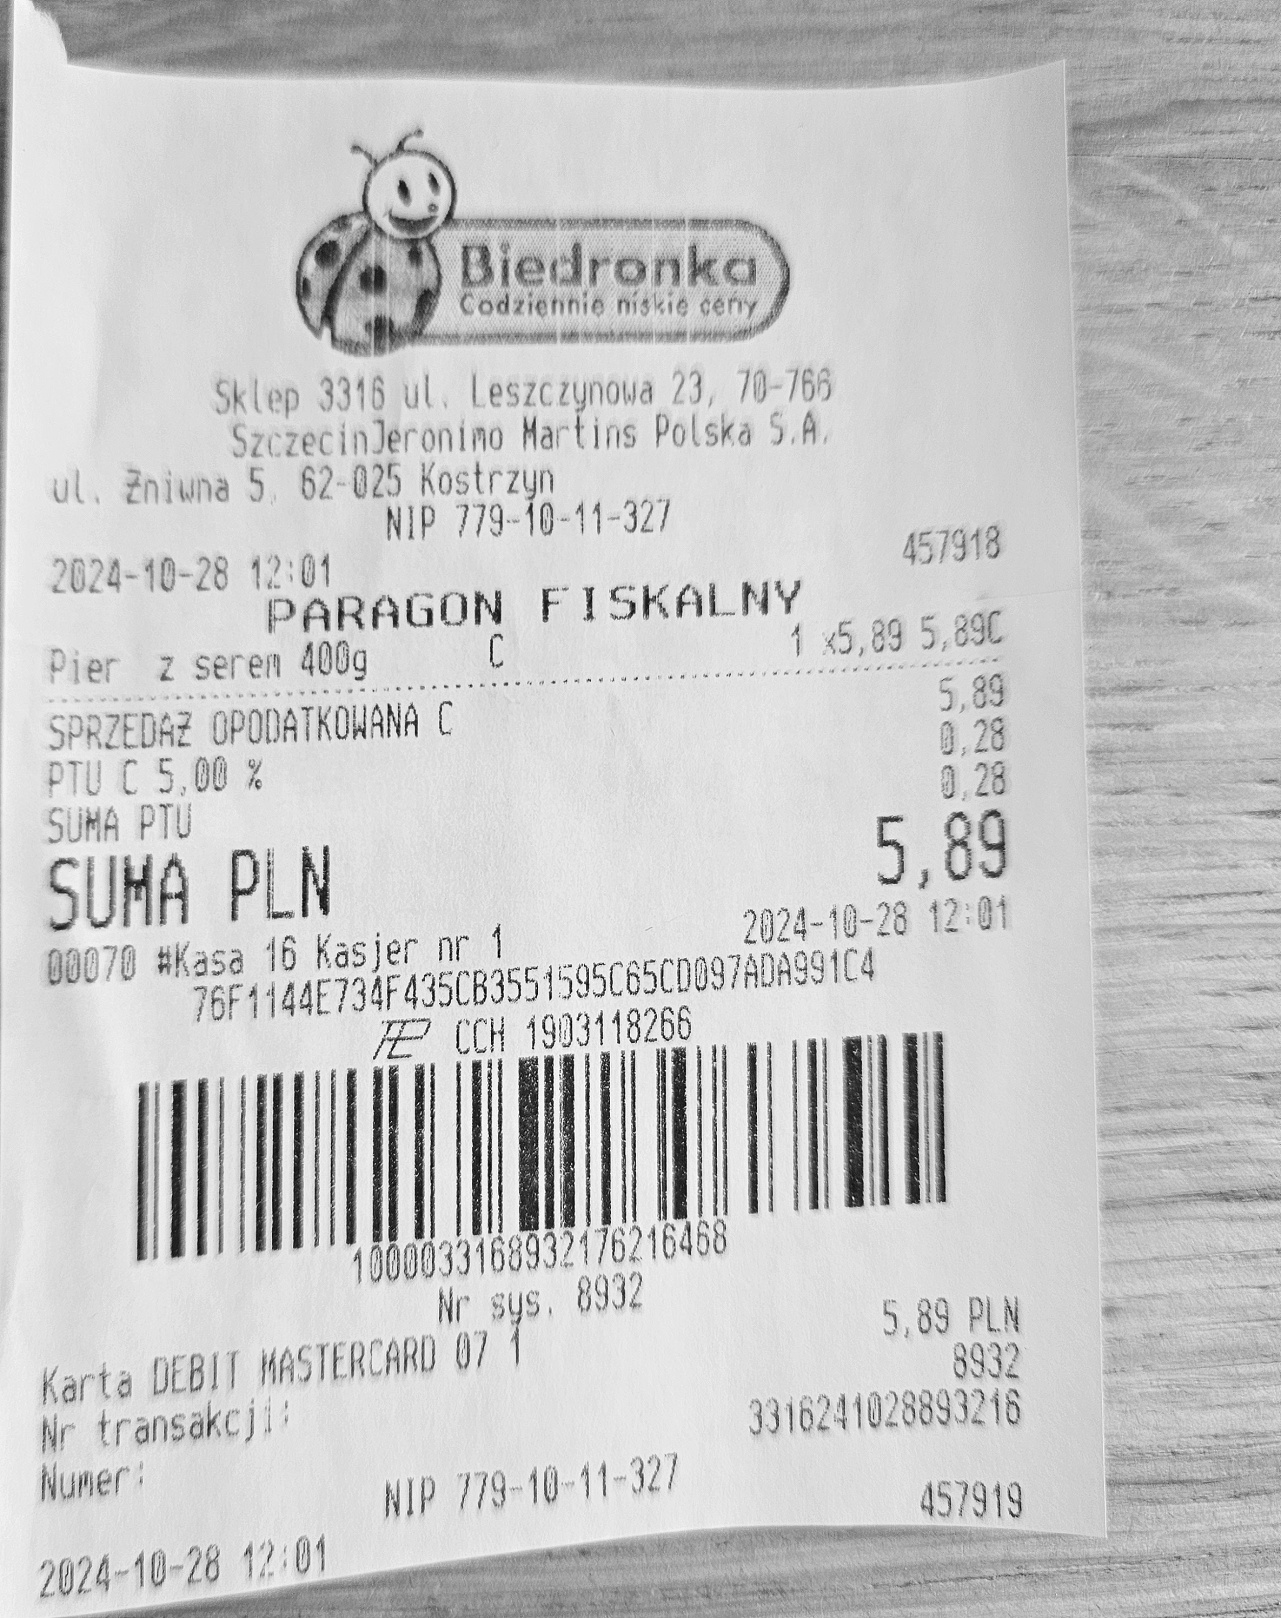 Biedronka
Codziennie niskie ceny
Sklep 3316 ul. Leszczynowa 23, 70-766
SzczecinJeronimo Martins Polska S.A.
ul. Żniwna 5, 62-025 Kostrzyn
NIP 779-10-11-327
2024-10-28 12:01 457918
PARAGON FISKALNY
Pier z serem 400g C 1 x5,89 5,89C
SPRZEDAŻ OPODATKOWANA C 5,89
PTU C 5,00 % 0,28
SUMA PTU 0,28
SUMA PLN 5,89
00070 #Kasa 16 Kasjer nr 1 2024-10-28 12:01
76F1144E734F435CB3551595C65CD097ADA991C4
CCH 1903118266
1000033168932176216468
Nr sys. 8932
Karta DEBIT MASTERCARD 07 1 5,89 PLN
Nr transakcji: 8932
Numer: 3316241028893216
NIP 779-10-11-327
2024-10-28 12:01 457919